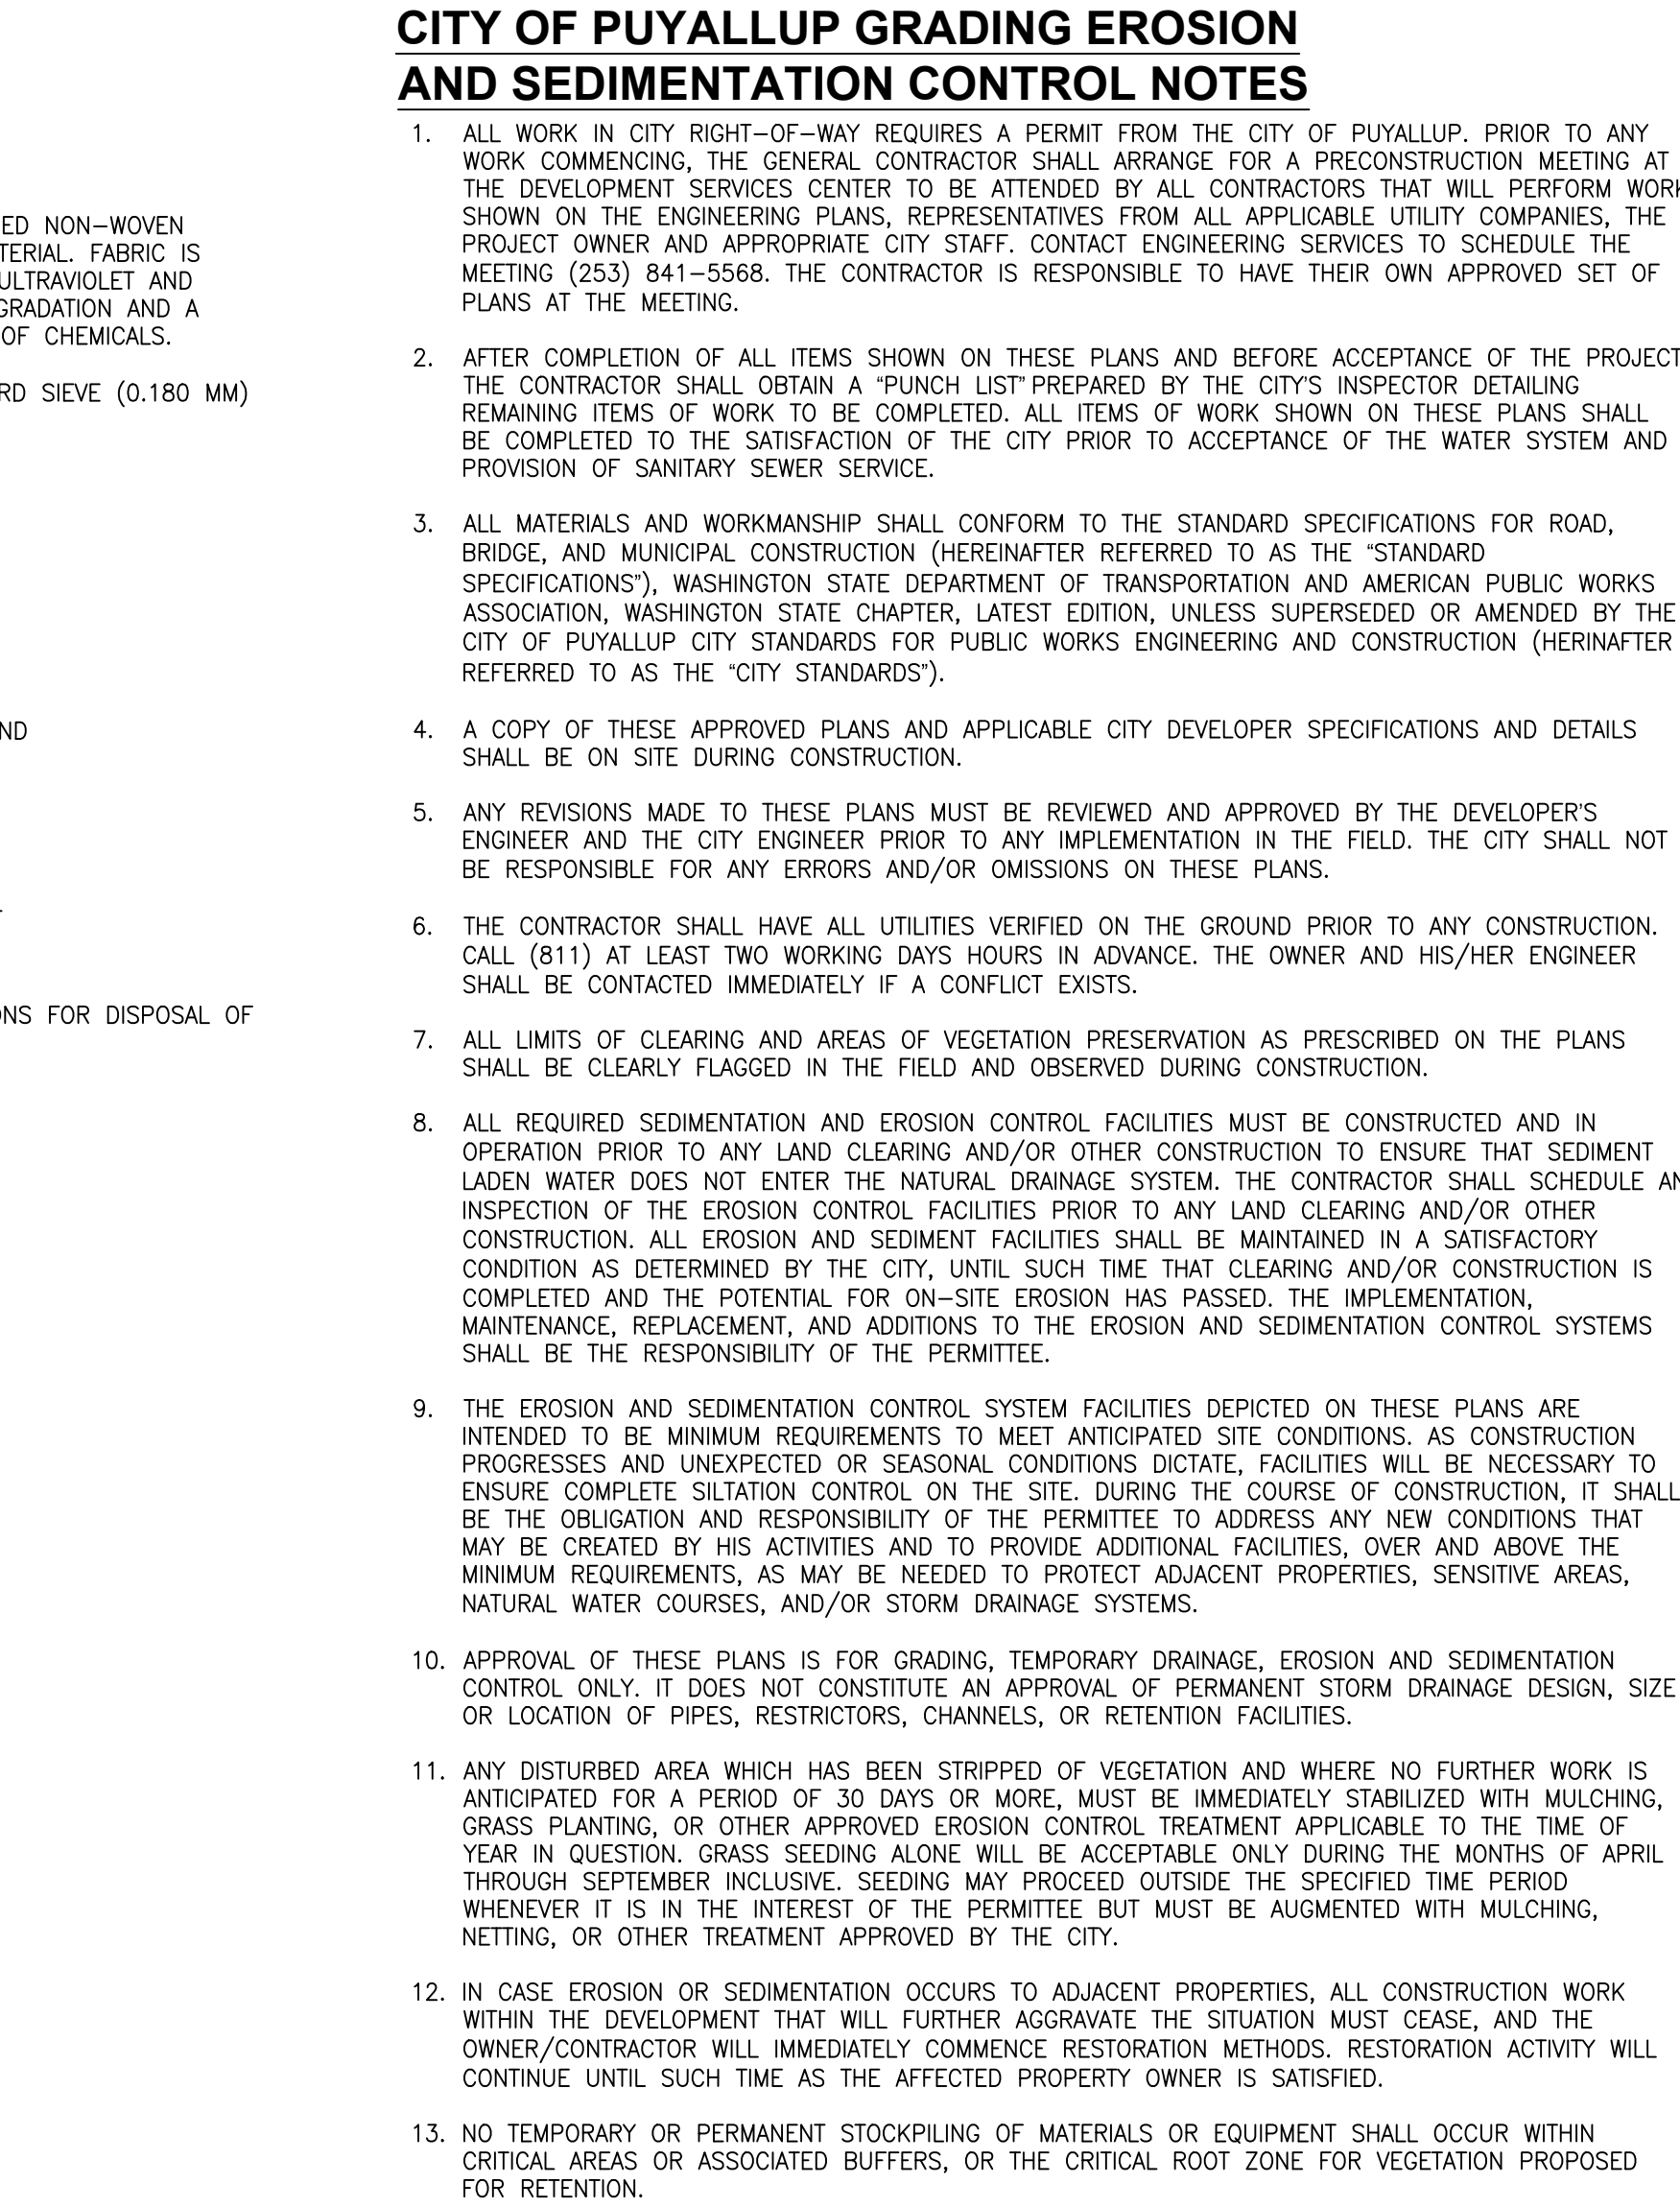 CITY OF PUYALLUP GRADING EROSION
AND SEDIMENTATION CONTROL NOTES
ED NON-WOVEN
TERIAL. FABRIC IS
ULTRAVIOLET AND
GRADATION AND A
OF CHEMICALS.
RD SIEVE (0.180 MM)
ND
ONS FOR DISPOSAL OF
1. ALL WORK IN CITY RIGHT-OF-WAY REQUIRES A PERMIT FROM THE CITY OF PUYALLUP. PRIOR TO ANY
WORK COMMENCING, THE GENERAL CONTRACTOR SHALL ARRANGE FOR A PRECONSTRUCTION MEETING AT
THE DEVELOPMENT SERVICES CENTER TO BE ATTENDED BY ALL CONTRACTORS THAT WILL PERFORM WORK
SHOWN ON THE ENGINEERING PLANS, REPRESENTATIVES FROM ALL APPLICABLE UTILITY COMPANIES, THE
PROJECT OWNER AND APPROPRIATE CITY STAFF. CONTACT ENGINEERING SERVICES TO SCHEDULE THE
MEETING (253) 841-5568. THE CONTRACTOR IS RESPONSIBLE TO HAVE THEIR OWN APPROVED SET OF
PLANS AT THE MEETING.
2. AFTER COMPLETION OF ALL ITEMS SHOWN ON THESE PLANS AND BEFORE ACCEPTANCE OF THE PROJECT
THE CONTRACTOR SHALL OBTAIN A “PUNCH LIST” PREPARED BY THE CITY’S INSPECTOR DETAILING
REMAINING ITEMS OF WORK TO BE COMPLETED. ALL ITEMS OF WORK SHOWN ON THESE PLANS SHALL
BE COMPLETED TO THE SATISFACTION OF THE CITY PRIOR TO ACCEPTANCE OF THE WATER SYSTEM AND
PROVISION OF SANITARY SEWER SERVICE.
3. ALL MATERIALS AND WORKMANSHIP SHALL CONFORM TO THE STANDARD SPECIFICATIONS FOR ROAD,
BRIDGE, AND MUNICIPAL CONSTRUCTION (HEREINAFTER REFERRED TO AS THE “STANDARD
SPECIFICATIONS”), WASHINGTON STATE DEPARTMENT OF TRANSPORTATION AND AMERICAN PUBLIC WORKS
ASSOCIATION, WASHINGTON STATE CHAPTER, LATEST EDITION, UNLESS SUPERSEDED OR AMENDED BY THE
CITY OF PUYALLUP CITY STANDARDS FOR PUBLIC WORKS ENGINEERING AND CONSTRUCTION (HERINAFTER
REFERRED TO AS THE “CITY STANDARDS”).
4. A COPY OF THESE APPROVED PLANS AND APPLICABLE CITY DEVELOPER SPECIFICATIONS AND DETAILS
SHALL BE ON SITE DURING CONSTRUCTION.
5. ANY REVISIONS MADE TO THESE PLANS MUST BE REVIEWED AND APPROVED BY THE DEVELOPER’S
ENGINEER AND THE CITY ENGINEER PRIOR TO ANY IMPLEMENTATION IN THE FIELD. THE CITY SHALL NOT
BE RESPONSIBLE FOR ANY ERRORS AND/OR OMISSIONS ON THESE PLANS.
6. THE CONTRACTOR SHALL HAVE ALL UTILITIES VERIFIED ON THE GROUND PRIOR TO ANY CONSTRUCTION.
CALL (811) AT LEAST TWO WORKING DAYS HOURS IN ADVANCE. THE OWNER AND HIS/HER ENGINEER
SHALL BE CONTACTED IMMEDIATELY IF A CONFLICT EXISTS.
7. ALL LIMITS OF CLEARING AND AREAS OF VEGETATION PRESERVATION AS PRESCRIBED ON THE PLANS
SHALL BE CLEARLY FLAGGED IN THE FIELD AND OBSERVED DURING CONSTRUCTION.
8. ALL REQUIRED SEDIMENTATION AND EROSION CONTROL FACILITIES MUST BE CONSTRUCTED AND IN
OPERATION PRIOR TO ANY LAND CLEARING AND/OR OTHER CONSTRUCTION TO ENSURE THAT SEDIMENT
LADEN WATER DOES NOT ENTER THE NATURAL DRAINAGE SYSTEM. THE CONTRACTOR SHALL SCHEDULE AN
INSPECTION OF THE EROSION CONTROL FACILITIES PRIOR TO ANY LAND CLEARING AND/OR OTHER
CONSTRUCTION. ALL EROSION AND SEDIMENT FACILITIES SHALL BE MAINTAINED IN A SATISFACTORY
CONDITION AS DETERMINED BY THE CITY, UNTIL SUCH TIME THAT CLEARING AND/OR CONSTRUCTION IS
COMPLETED AND THE POTENTIAL FOR ON-SITE EROSION HAS PASSED. THE IMPLEMENTATION,
MAINTENANCE, REPLACEMENT, AND ADDITIONS TO THE EROSION AND SEDIMENTATION CONTROL SYSTEMS
SHALL BE THE RESPONSIBILITY OF THE PERMITTEE.
9. THE EROSION AND SEDIMENTATION CONTROL SYSTEM FACILITIES DEPICTED ON THESE PLANS ARE
INTENDED TO BE MINIMUM REQUIREMENTS TO MEET ANTICIPATED SITE CONDITIONS. AS CONSTRUCTION
PROGRESSES AND UNEXPECTED OR SEASONAL CONDITIONS DICTATE, FACILITIES WILL BE NECESSARY TO
ENSURE COMPLETE SILTATION CONTROL ON THE SITE. DURING THE COURSE OF CONSTRUCTION, IT SHALL
BE THE OBLIGATION AND RESPONSIBILITY OF THE PERMITTEE TO ADDRESS ANY NEW CONDITIONS THAT
MAY BE CREATED BY HIS ACTIVITIES AND TO PROVIDE ADDITIONAL FACILITIES, OVER AND ABOVE THE
MINIMUM REQUIREMENTS, AS MAY BE NEEDED TO PROTECT ADJACENT PROPERTIES, SENSITIVE AREAS,
NATURAL WATER COURSES, AND/OR STORM DRAINAGE SYSTEMS.
10. APPROVAL OF THESE PLANS IS FOR GRADING, TEMPORARY DRAINAGE, EROSION AND SEDIMENTATION
CONTROL ONLY. IT DOES NOT CONSTITUTE AN APPROVAL OF PERMANENT STORM DRAINAGE DESIGN, SIZE
OR LOCATION OF PIPES, RESTRICTORS, CHANNELS, OR RETENTION FACILITIES.
11. ANY DISTURBED AREA WHICH HAS BEEN STRIPPED OF VEGETATION AND WHERE NO FURTHER WORK IS
ANTICIPATED FOR A PERIOD OF 30 DAYS OR MORE, MUST BE IMMEDIATELY STABILIZED WITH MULCHING,
GRASS PLANTING, OR OTHER APPROVED EROSION CONTROL TREATMENT APPLICABLE TO THE TIME OF
YEAR IN QUESTION. GRASS SEEDING ALONE WILL BE ACCEPTABLE ONLY DURING THE MONTHS OF APRIL
THROUGH SEPTEMBER INCLUSIVE. SEEDING MAY PROCEED OUTSIDE THE SPECIFIED TIME PERIOD
WHENEVER IT IS IN THE INTEREST OF THE PERMITTEE BUT MUST BE AUGMENTED WITH MULCHING,
NETTING, OR OTHER TREATMENT APPROVED BY THE CITY.
12. IN CASE EROSION OR SEDIMENTATION OCCURS TO ADJACENT PROPERTIES, ALL CONSTRUCTION WORK
WITHIN THE DEVELOPMENT THAT WILL FURTHER AGGRAVATE THE SITUATION MUST CEASE, AND THE
OWNER/CONTRACTOR WILL IMMEDIATELY COMMENCE RESTORATION METHODS. RESTORATION ACTIVITY WILL
CONTINUE UNTIL SUCH TIME AS THE AFFECTED PROPERTY OWNER IS SATISFIED.
13. NO TEMPORARY OR PERMANENT STOCKPILING OF MATERIALS OR EQUIPMENT SHALL OCCUR WITHIN
CRITICAL AREAS OR ASSOCIATED BUFFERS, OR THE CRITICAL ROOT ZONE FOR VEGETATION PROPOSED
FOR RETENTION.